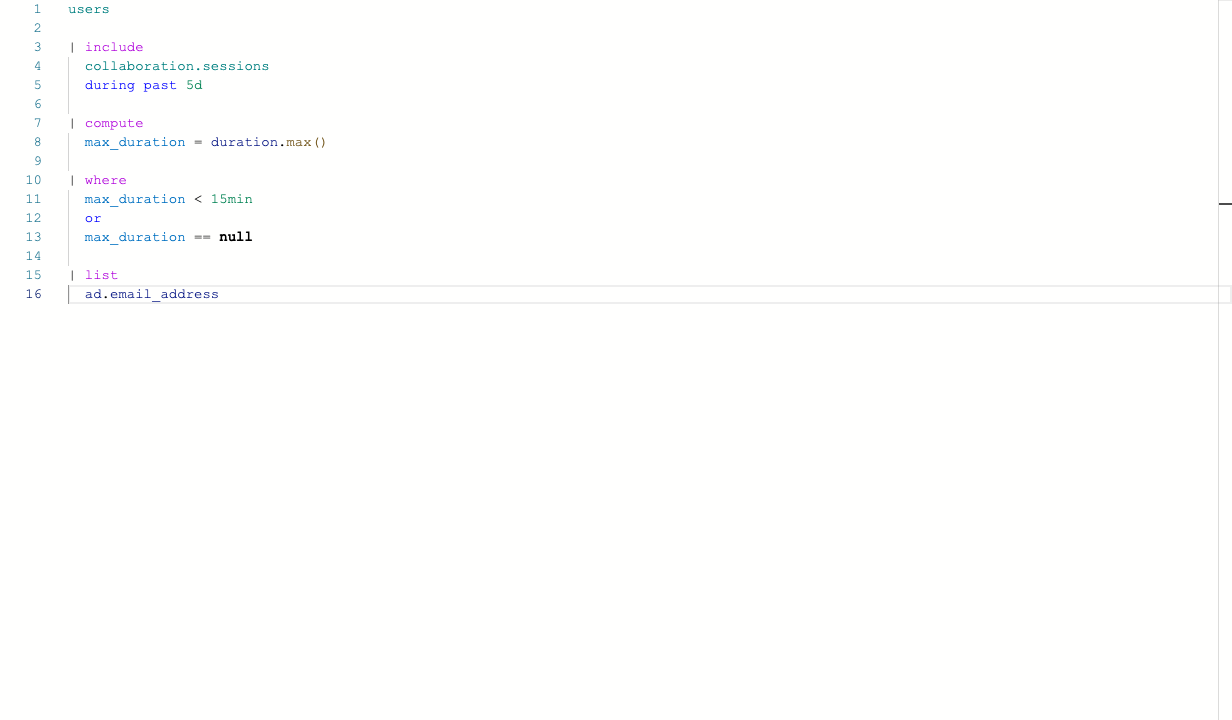 1 users
2
3 | include
4 collaboration.sessions
5 during past 5d
6
7 | compute
8 max_duration = duration.max()
9
10 | where
11 max_duration < 15min
12 or
13 max_duration == null
14
15 | list
16 ad.email_address